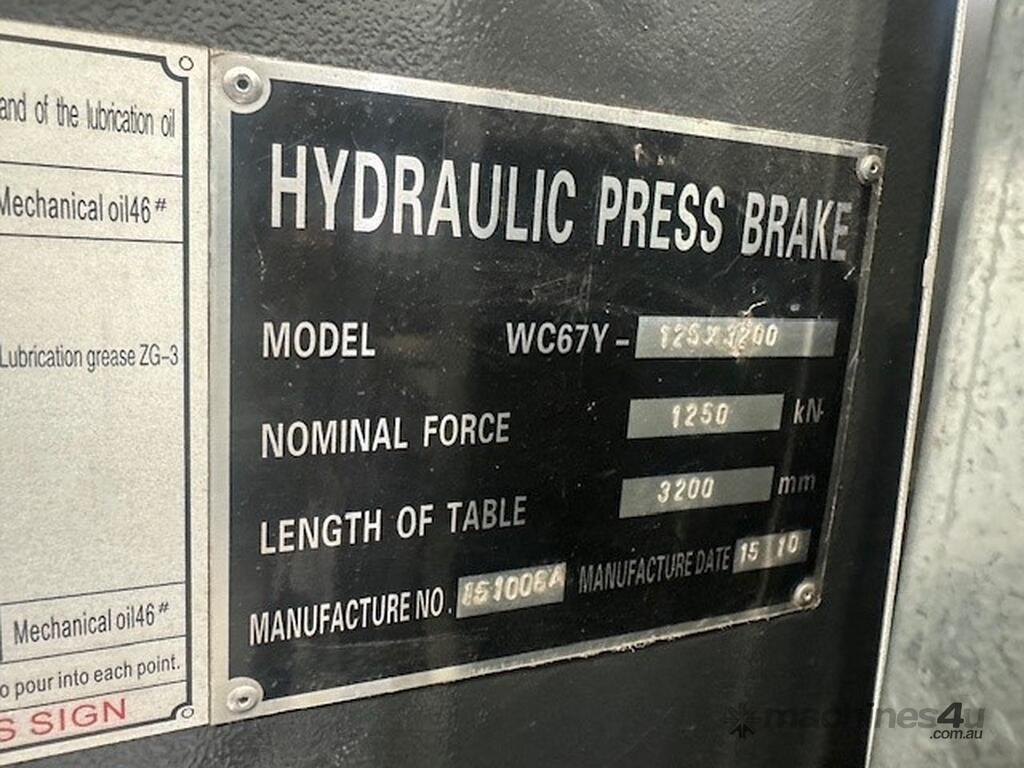 and of the lubrication oil
Mechanical oil46#
Lubrication grease ZG-3
Mechanical oil46#
o pour into each point.
S SIGN
HYDRAULIC PRESS BRAKE
MODEL WC67Y- 125X3200
NOMINAL FORCE 1250 kN
LENGTH OF TABLE 3200 mm
MANUFACTURE NO. 151006A MANUFACTURE DATE 15 10
machines4u
.com.au